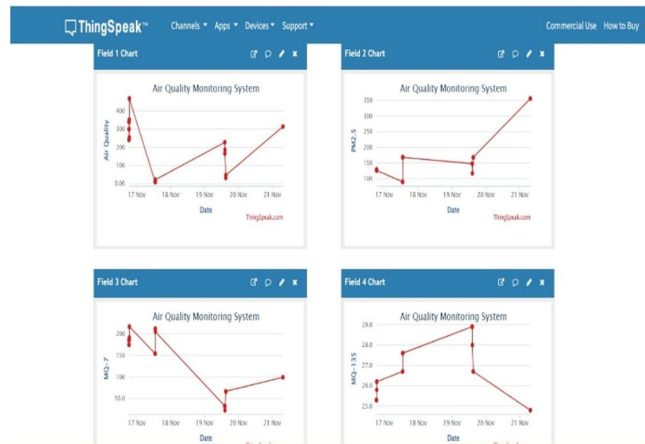 ThingSpeak™ Channels Apps Devices Support Commercial Use How to Buy
Field 1 Chart
Air Quality Monitoring System
Air Quality
400
300
200
100
0.00
17 Nov 18 Nov 19 Nov 20 Nov 21 Nov
Date
ThingSpeak.com
Field 2 Chart
Air Quality Monitoring System
PM2.5
350
300
250
200
150
100
17 Nov 18 Nov 19 Nov 20 Nov 21 Nov
Date
ThingSpeak.com
Field 3 Chart
Air Quality Monitoring System
MQ-7
200
150
100
50.0
17 Nov 18 Nov 19 Nov 20 Nov 21 Nov
Date
Field 4 Chart
Air Quality Monitoring System
MQ-135
29.0
28.0
27.0
26.0
25.0
17 Nov 18 Nov 19 Nov 20 Nov 21 Nov
Date